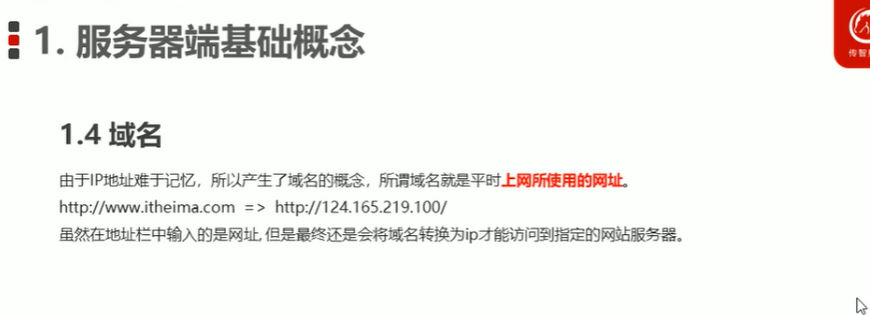 1. 服务器端基础概念
传智
1.4 域名
由于IP地址难于记忆，所以产生了域名的概念，所谓域名就是平时上网所使用的网址。
http://www.itheima.com => http://124.165.219.100/
虽然在地址栏中输入的是网址, 但是最终还是会将域名转换为ip才能访问到指定的网站服务器。